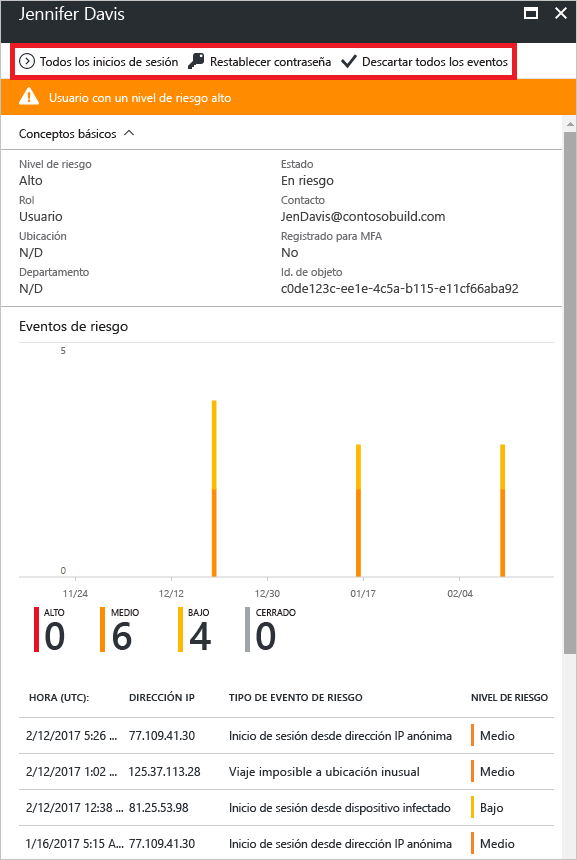 Jennifer Davis
Todos los inicios de sesión Restablecer contraseña Descartar todos los eventos
Usuario con un nivel de riesgo alto
Conceptos básicos
Nivel de riesgo Estado
Alto En riesgo
Rol Contacto
Usuario JenDavis@contosobuild.com
Ubicación Registrado para MFA
N/D No
Departamento Id. de objeto
N/D c0de123c-ee1e-4c5a-b115-e11cf66aba92
Eventos de riesgo
5
0
11/24 12/12 12/30 01/17 02/04
ALTO MEDIO BAJO CERRADO
0 6 4 0
HORA (UTC): DIRECCIÓN IP TIPO DE EVENTO DE RIESGO NIVEL DE RIESGO
2/12/2017 5:26 ... 77.109.41.30 Inicio de sesión desde dirección IP anónima Medio
2/12/2017 1:02 ... 125.37.113.28 Viaje imposible a ubicación inusual Medio
2/12/2017 12:38 ... 81.25.53.98 Inicio de sesión desde dispositivo infectado Bajo
1/16/2017 5:15 A... 77.109.41.30 Inicio de sesión desde dirección IP anónima Medio